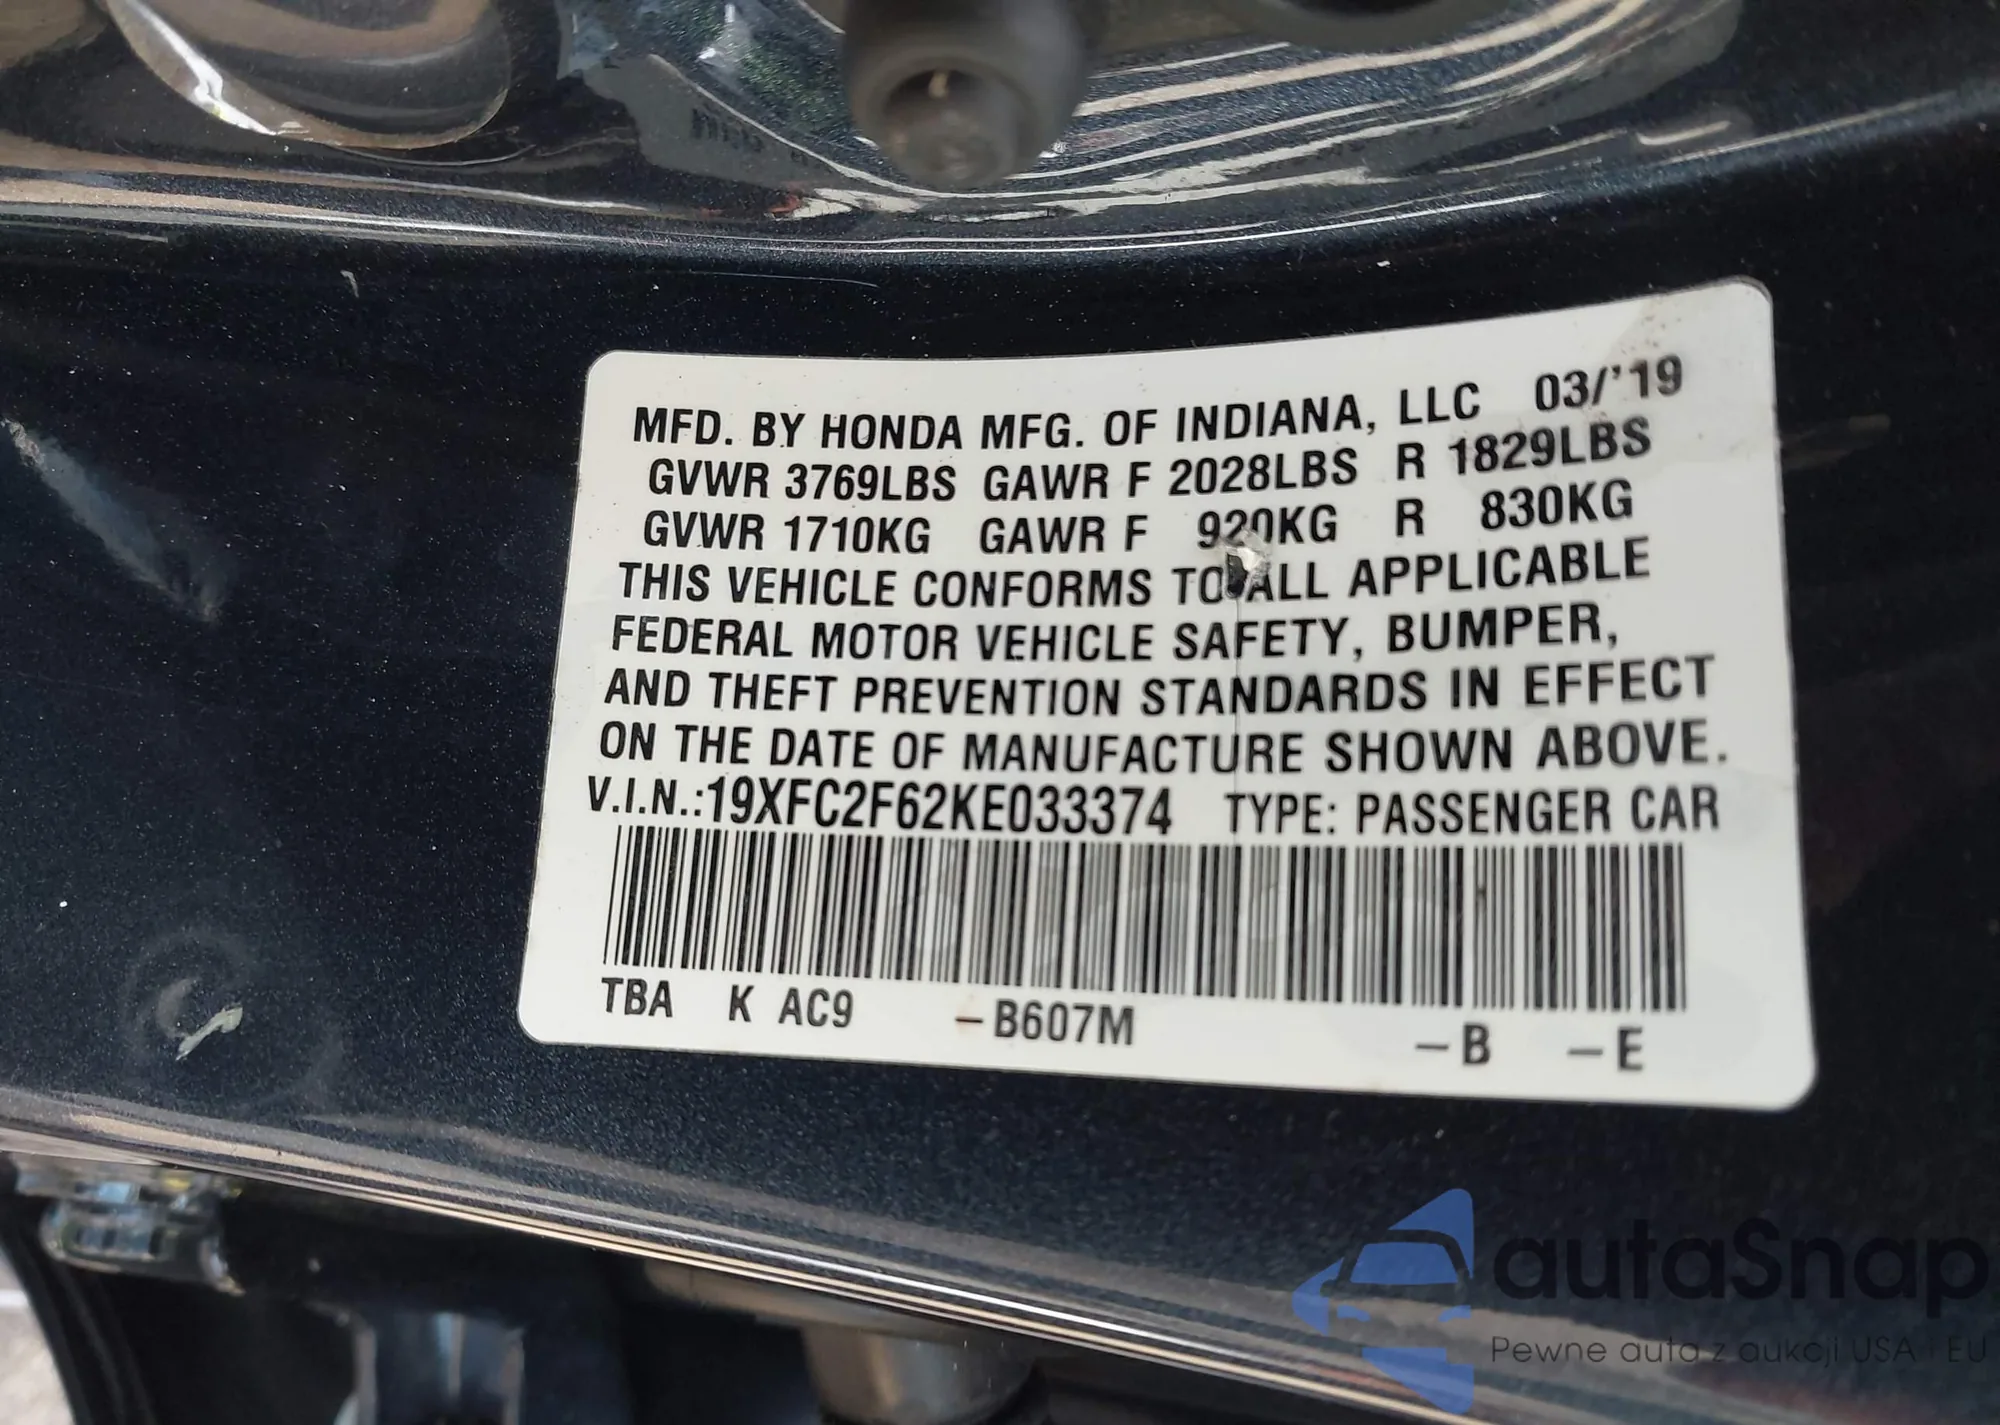 MFD. BY HONDA MFG. OF INDIANA, LLC 03/'19
GVWR 3769LBS GAWR F 2028LBS R 1829LBS
GVWR 1710KG GAWR F 920KG R 830KG
THIS VEHICLE CONFORMS TO ALL APPLICABLE
FEDERAL MOTOR VEHICLE SAFETY, BUMPER,
AND THEFT PREVENTION STANDARDS IN EFFECT
ON THE DATE OF MANUFACTURE SHOWN ABOVE.
V.I.N.:19XFC2F62KE033374 TYPE: PASSENGER CAR
TBA K AC9 –B607M –B –E
autaSnap
Pewne auta z aukcji USA i EU